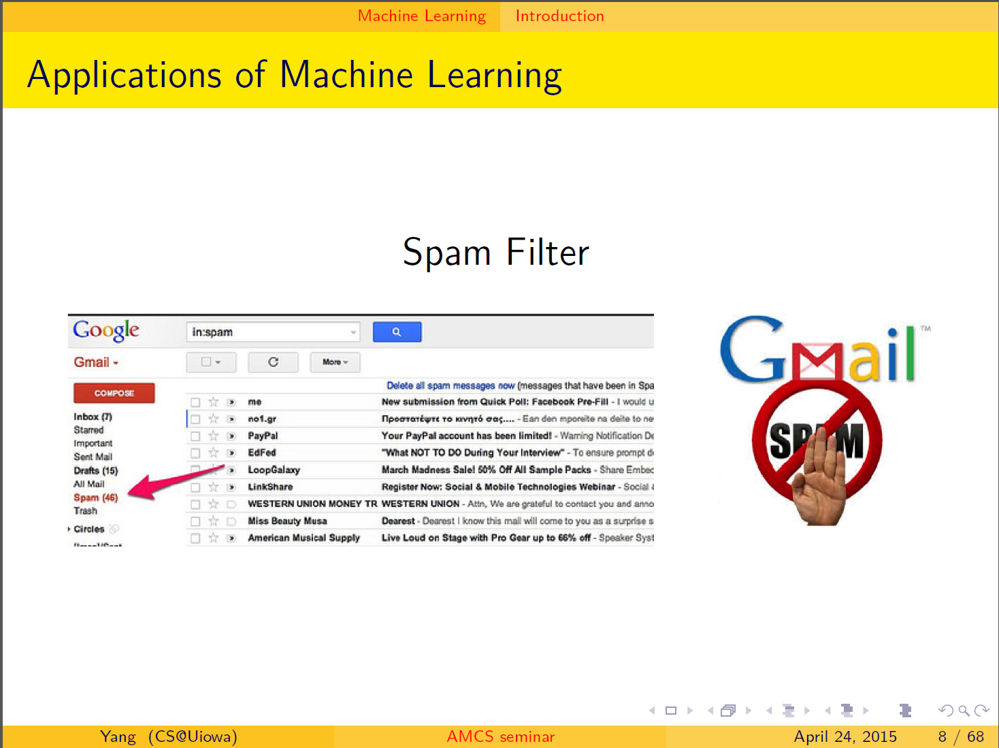 Machine Learning Introduction
Applications of Machine Learning
Spam Filter
Google
in:spam
Gmail
More
COMPOSE
Delete all spam messages now (messages that have been in Spa
Inbox (7)
Starred
Important
Sent Mail
Drafts (15)
All Mail
Spam (46)
Trash
Circles
me New submission from Quick Poll: Facebook Pre-Fill - I would u
no1.gr Προστατέψτε το κινητό σας.... - Ean den mporeite na deite to ne
PayPal Your PayPal account has been limited! - Warning Notification De
EdFed "What NOT TO DO During Your Interview" - To ensure prompt d
LoopGalaxy March Madness Sale! 50% Off All Sample Packs - Share Embed
LinkShare Register Now: Social & Mobile Technologies Webinar - Social &
WESTERN UNION MONEY TR WESTERN UNION - Attn, We are grateful to contact you and anno
Miss Beauty Musa Dearest - Dearest I know this mail will come to you as a surprise s
American Musical Supply Live Loud on Stage with Pro Gear up to 66% off - Speaker Syst
Gmail™
SPAM
Yang (CS@Uiowa) AMCS seminar April 24, 2015 8 / 68